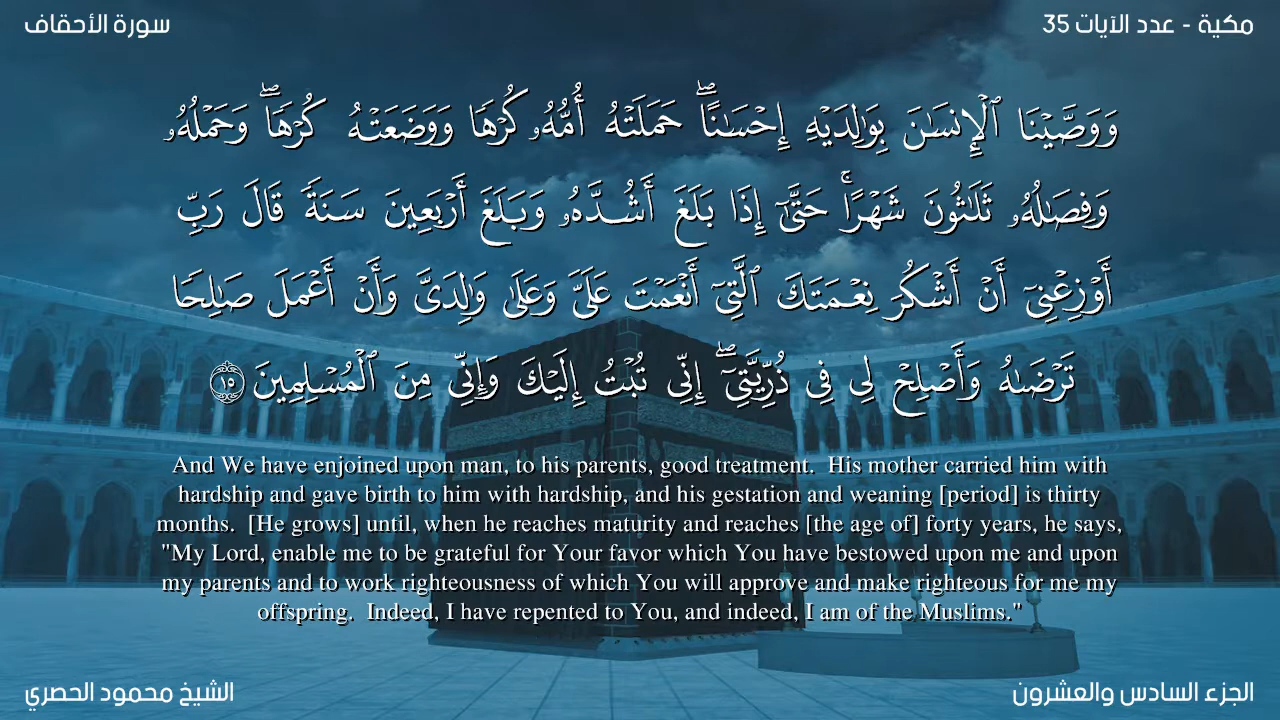 سورة الأحقاف
مكية - عدد الآيات 35
وَوَصَّيْنَا ٱلْإِنسَٰنَ بِوَٰلِدَيْهِ إِحْسَٰنًا ۖ حَمَلَتْهُ أُمُّهُۥ كُرْهًا وَوَضَعَتْهُ كُرْهًا ۖ وَحَمْلُهُۥ
وَفِصَٰلُهُۥ ثَلَٰثُونَ شَهْرًا ۚ حَتَّىٰٓ إِذَا بَلَغَ أَشُدَّهُۥ وَبَلَغَ أَرْبَعِينَ سَنَةً قَالَ رَبِّ
أَوْزِعْنِىٓ أَنْ أَشْكُرَ نِعْمَتَكَ ٱلَّتِىٓ أَنْعَمْتَ عَلَىَّ وَعَلَىٰ وَٰلِدَىَّ وَأَنْ أَعْمَلَ صَٰلِحًا
تَرْضَىٰهُ وَأَصْلِحْ لِى فِى ذُرِّيَّتِىٓ ۖ إِنِّى تُبْتُ إِلَيْكَ وَإِنِّى مِنَ ٱلْمُسْلِمِينَ ١٥
And We have enjoined upon man, to his parents, good treatment.  His mother carried him with
hardship and gave birth to him with hardship, and his gestation and weaning [period] is thirty
months.  [He grows] until, when he reaches maturity and reaches [the age of] forty years, he says,
"My Lord, enable me to be grateful for Your favor which You have bestowed upon me and upon
my parents and to work righteousness of which You will approve and make righteous for me my
offspring.  Indeed, I have repented to You, and indeed, I am of the Muslims."
الشيخ محمود الحصري
الجزء السادس والعشرون